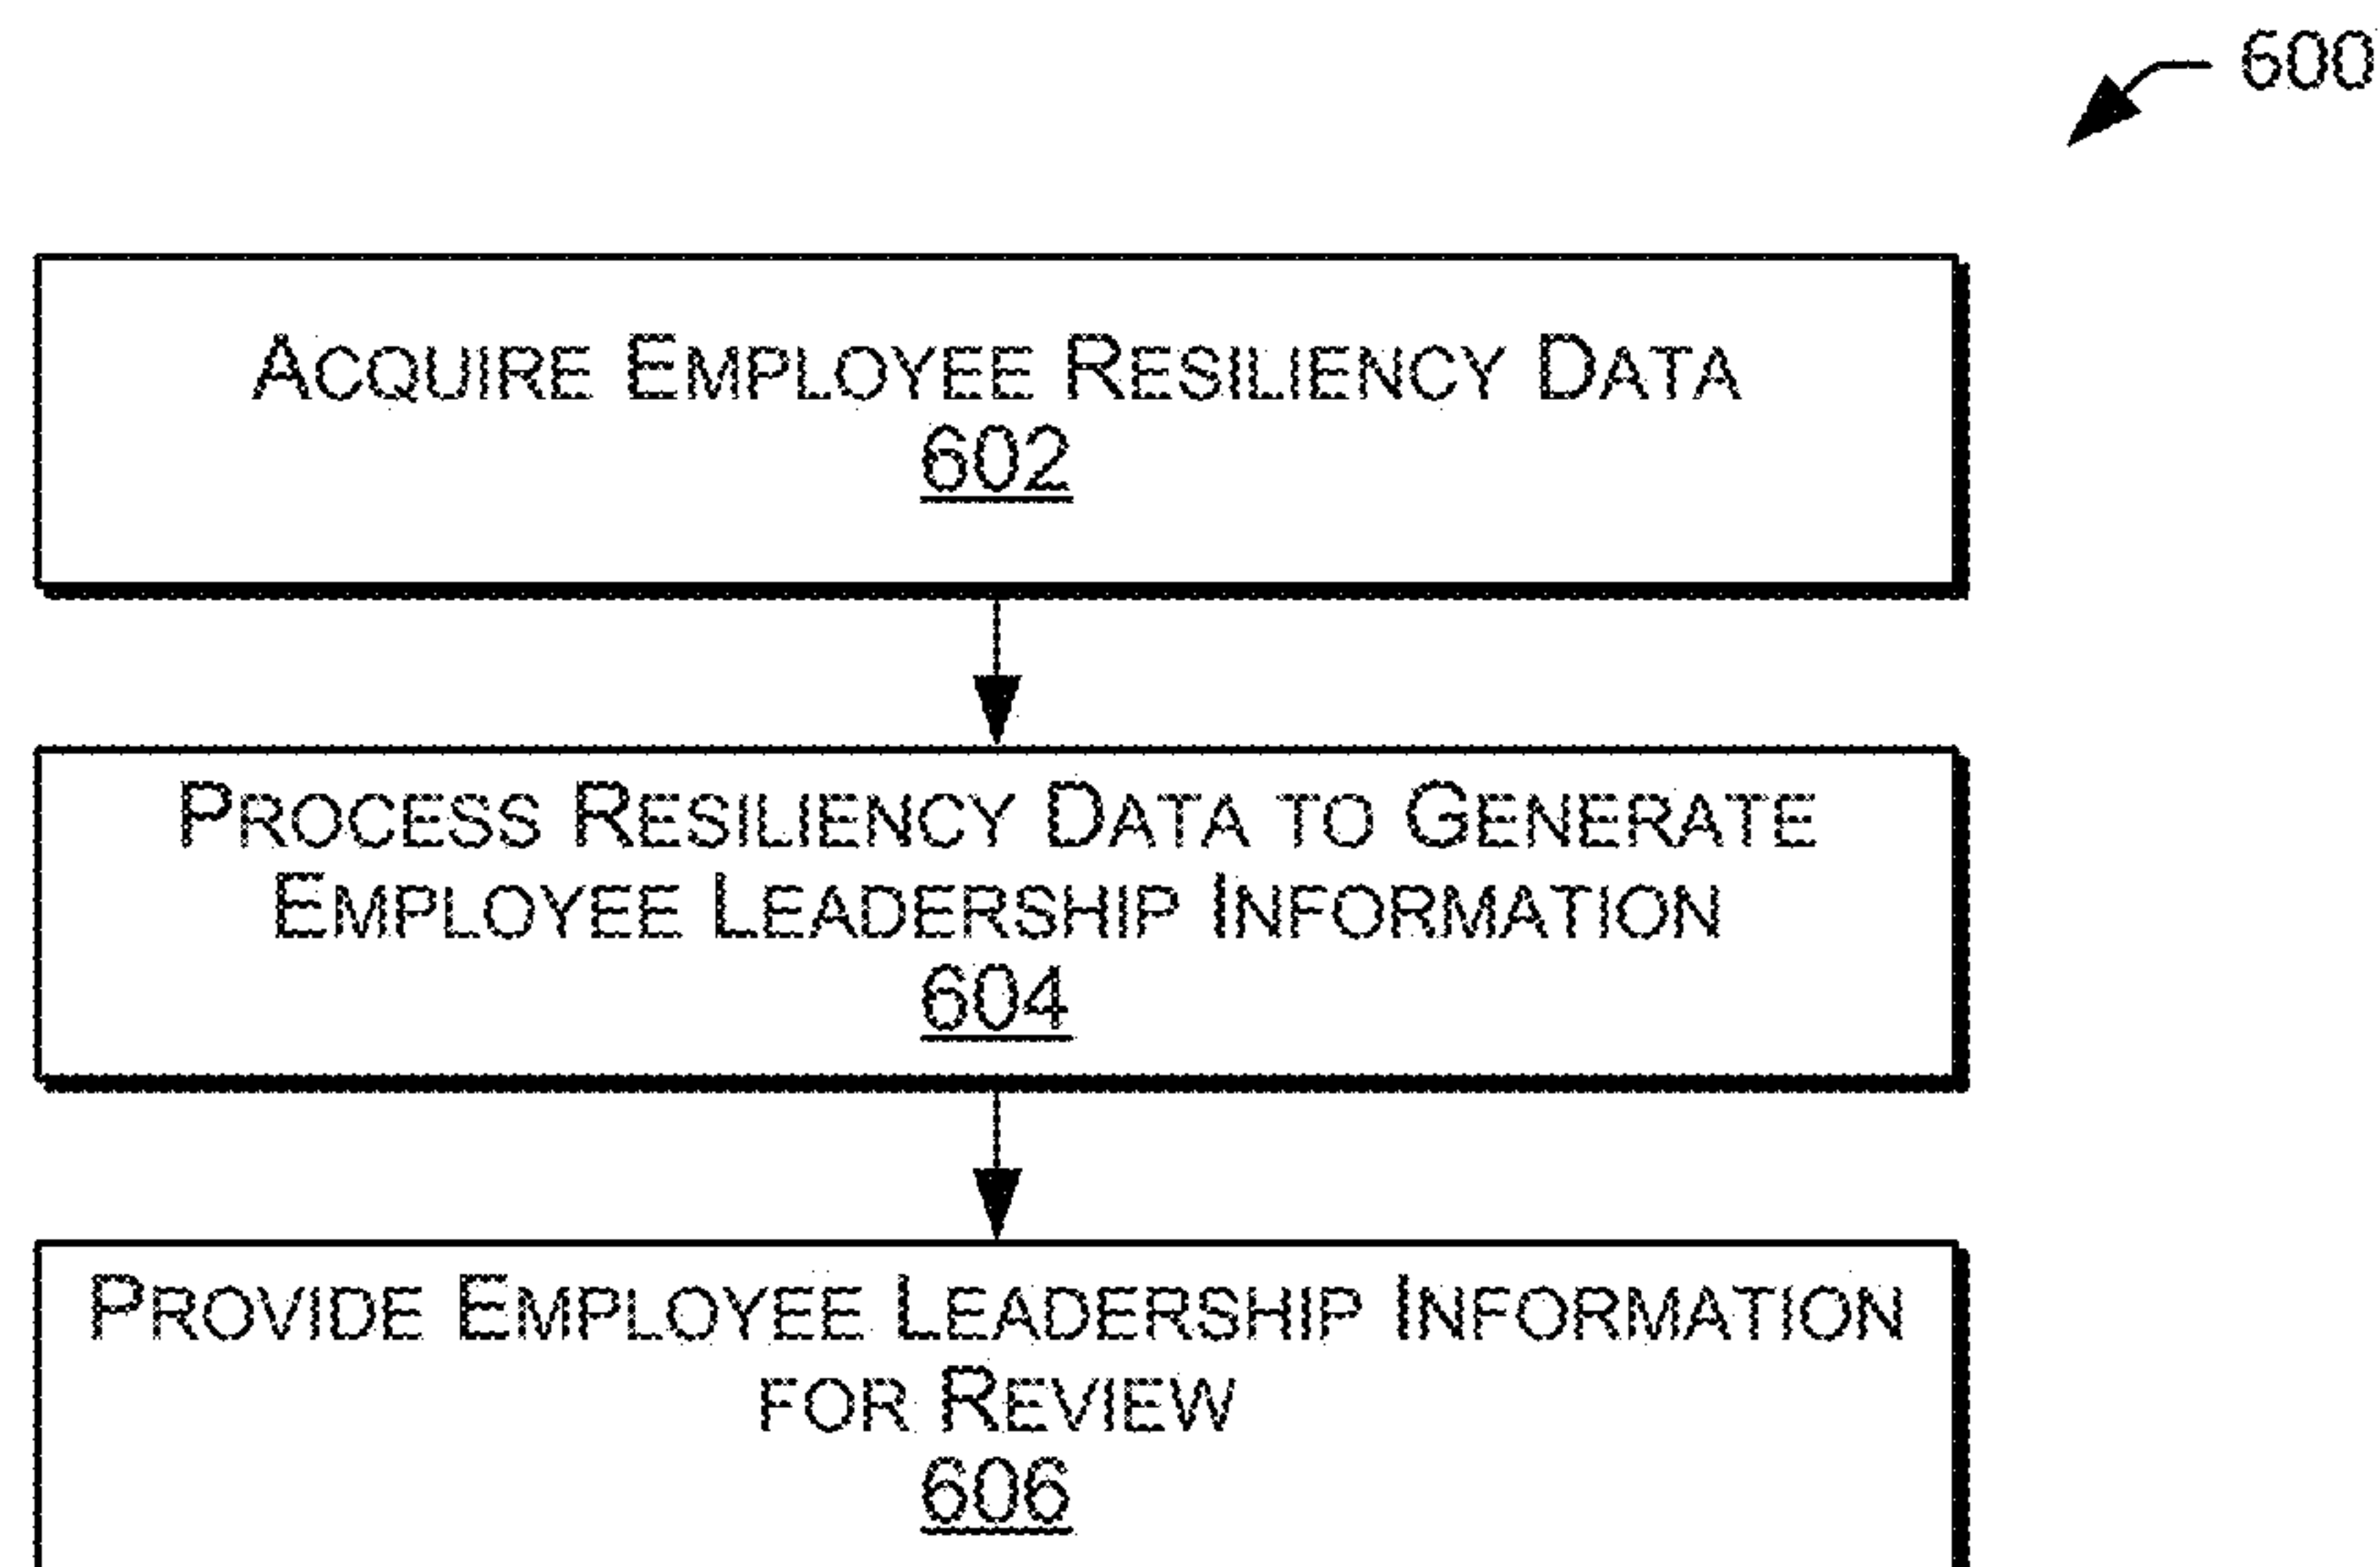 600
ACQUIRE EMPLOYEE RESILIENCY DATA
602
PROCESS RESILIENCY DATA TO GENERATE
EMPLOYEE LEADERSHIP INFORMATION
604
PROVIDE EMPLOYEE LEADERSHIP INFORMATION
FOR REVIEW
606